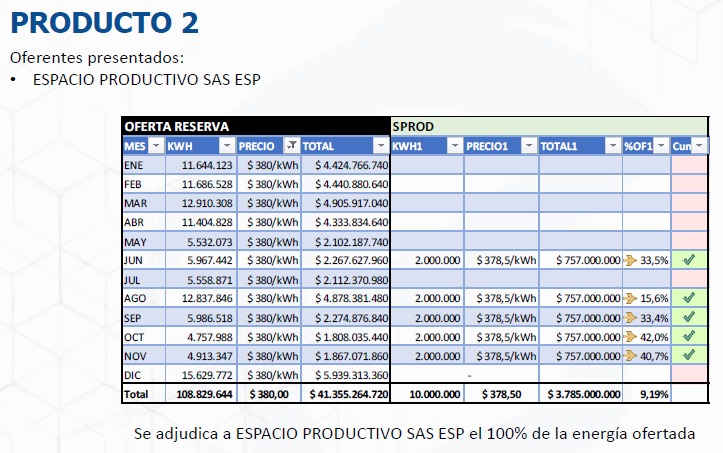 PRODUCTO 2
Oferentes presentados:
• ESPACIO PRODUCTIVO SAS ESP
OFERTA RESERVA SPROD
MES KWH PRECIO TOTAL KWH1 PRECIO1 TOTAL1 %OF1 Cun
ENE 11.644.123 $ 380/kWh $ 4.424.766.740
FEB 11.686.528 $ 380/kWh $ 4.440.880.640
MAR 12.910.308 $ 380/kWh $ 4.905.917.040
ABR 11.404.828 $ 380/kWh $ 4.333.834.640
MAY 5.532.073 $ 380/kWh $ 2.102.187.740
JUN 5.967.442 $ 380/kWh $ 2.267.627.960 2.000.000 $ 378,5/kWh $ 757.000.000 33,5% ✓
JUL 5.558.871 $ 380/kWh $ 2.112.370.980
AGO 12.837.846 $ 380/kWh $ 4.878.381.480 2.000.000 $ 378,5/kWh $ 757.000.000 15,6% ✓
SEP 5.986.518 $ 380/kWh $ 2.274.876.840 2.000.000 $ 378,5/kWh $ 757.000.000 33,4% ✓
OCT 4.757.988 $ 380/kWh $ 1.808.035.440 2.000.000 $ 378,5/kWh $ 757.000.000 42,0% ✓
NOV 4.913.347 $ 380/kWh $ 1.867.071.860 2.000.000 $ 378,5/kWh $ 757.000.000 40,7% ✓
DIC 15.629.772 $ 380/kWh $ 5.939.313.360 -
Total 108.829.644 $ 380,00 $ 41.355.264.720 10.000.000 $ 378,50 $ 3.785.000.000 9,19%
Se adjudica a ESPACIO PRODUCTIVO SAS ESP el 100% de la energía ofertada